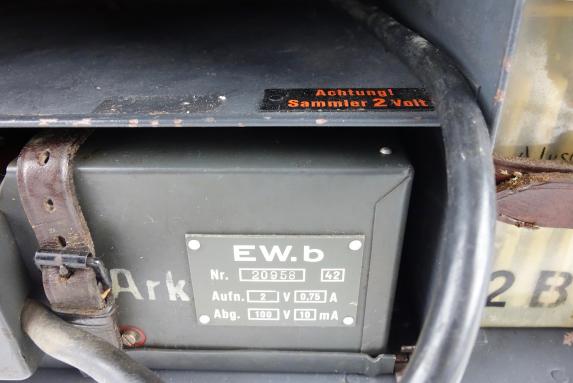 Achtung!
Sammler 2 Volt
EW.b
Nr. 20958 42
Aufn. 2 V 0,75 A
Abg. 100 V 10 mA
Ark
2 B